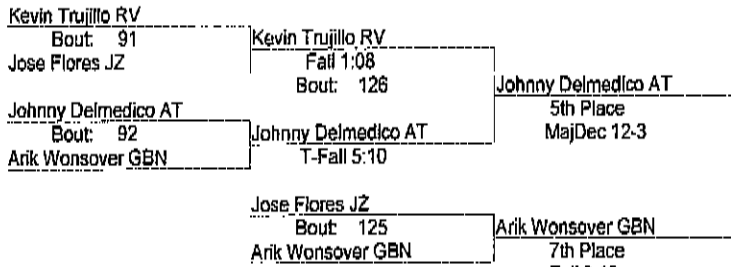 Kevin Trujillo RV
Bout: 91
Jose Flores JZ
Kevin Trujillo RV
Fall 1:08
Bout: 126
Johnny Delmedico AT
Bout: 92
Arik Wonsover GBN
Johnny Delmedico AT
T-Fall 5:10
Johnny Delmedico AT
5th Place
MajDec 12-3
Jose Flores JZ
Bout: 125
Arik Wonsover GBN
Arik Wonsover GBN
7th Place